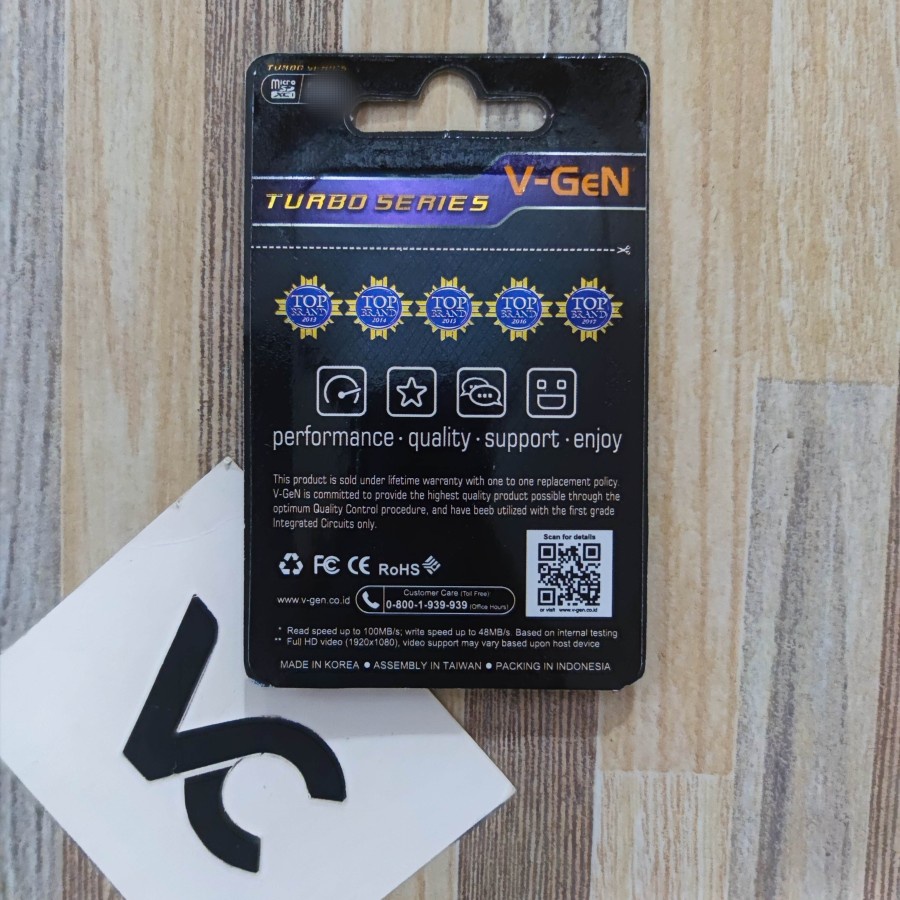 TURBO SERIES
micro
SD
XC I
V-GeN
TURBO SERIES
TOP BRAND 2013
TOP BRAND 2014
TOP BRAND 2015
TOP BRAND 2016
TOP BRAND 2017
performance · quality · support · enjoy
This product is sold under lifetime warranty with one to one replacement policy.
V-GeN is committed to provide the highest quality product possible through the
optimum Quality Control procedure, and have beeb utilized with the first grade
Integrated Circuits only.
Scan for details
or visit www.v-gen.co.id
FC CE RoHS
www.v-gen.co.id
Customer Care (Toll Free)
0-800-1-939-939 (Office Hours)
* Read speed up to 100MB/s; write speed up to 48MB/s. Based on internal testing
** Full HD video (1920x1080), video support may vary based upon host device
MADE IN KOREA ● ASSEMBLY IN TAIWAN ● PACKING IN INDONESIA
VC